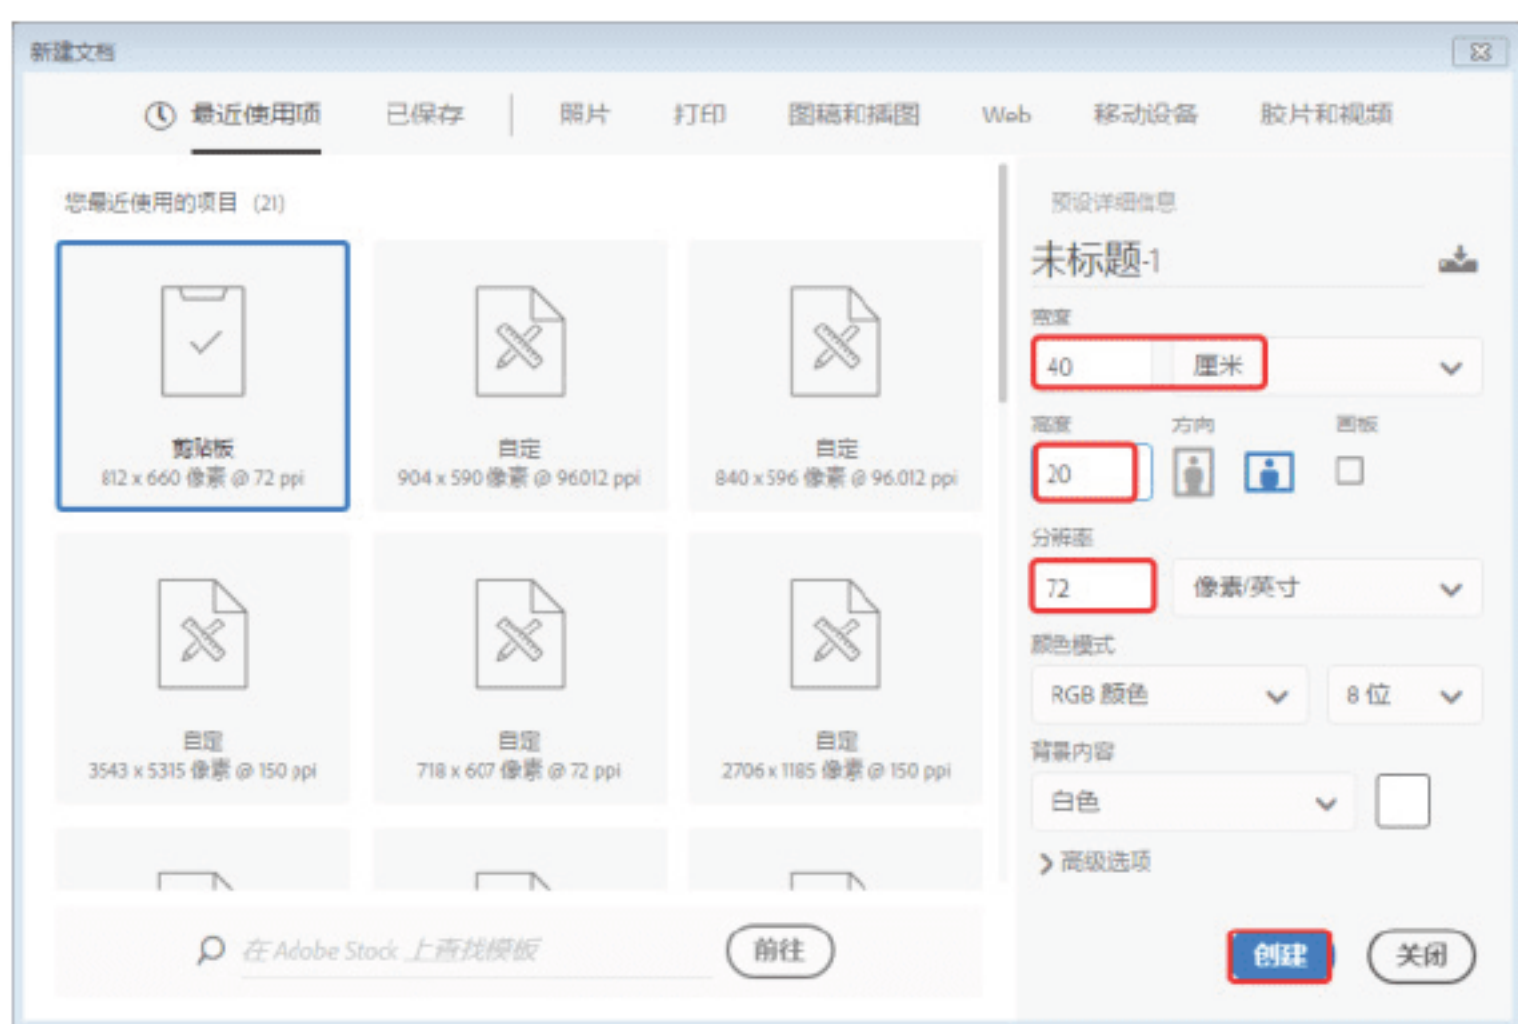 新建文档
最近使用项 已保存 照片 打印 图稿和插图 Web 移动设备 胶片和视频
您最近使用的项目 (21)
剪贴板
812 x 660 像素 @ 72 ppi
自定
904 x 590 像素 @ 96.012 ppi
自定
840 x 596 像素 @ 96.012 ppi
自定
3543 x 5315 像素 @ 150 ppi
自定
718 x 607 像素 @ 72 ppi
自定
2706 x 1185 像素 @ 150 ppi
在 Adobe Stock 上查找模板 前往
预设详细信息
未标题-1
宽度
40 厘米
高度 方向 画板
20
分辨率
72 像素/英寸
颜色模式
RGB 颜色 8 位
背景内容
白色
高级选项
创建 关闭